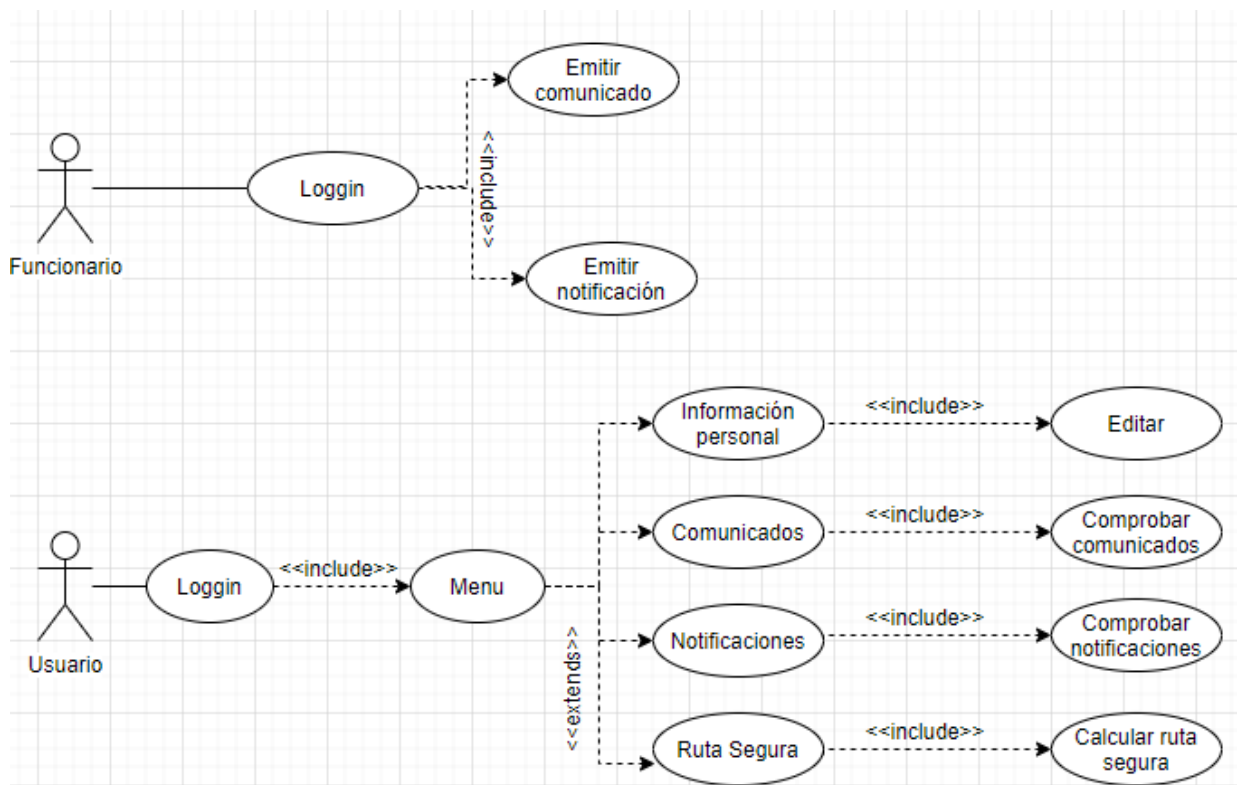 Emitir
comunicado
<<include>>
Loggin
Funcionario
Emitir
notificación
Información
personal
<<include>>
Editar
Comunicados
<<include>>
Comprobar
comunicados
Loggin
<<include>>
Menu
Usuario
<<extends>>
Notificaciones
<<include>>
Comprobar
notificaciones
Ruta Segura
<<include>>
Calcular ruta
segura